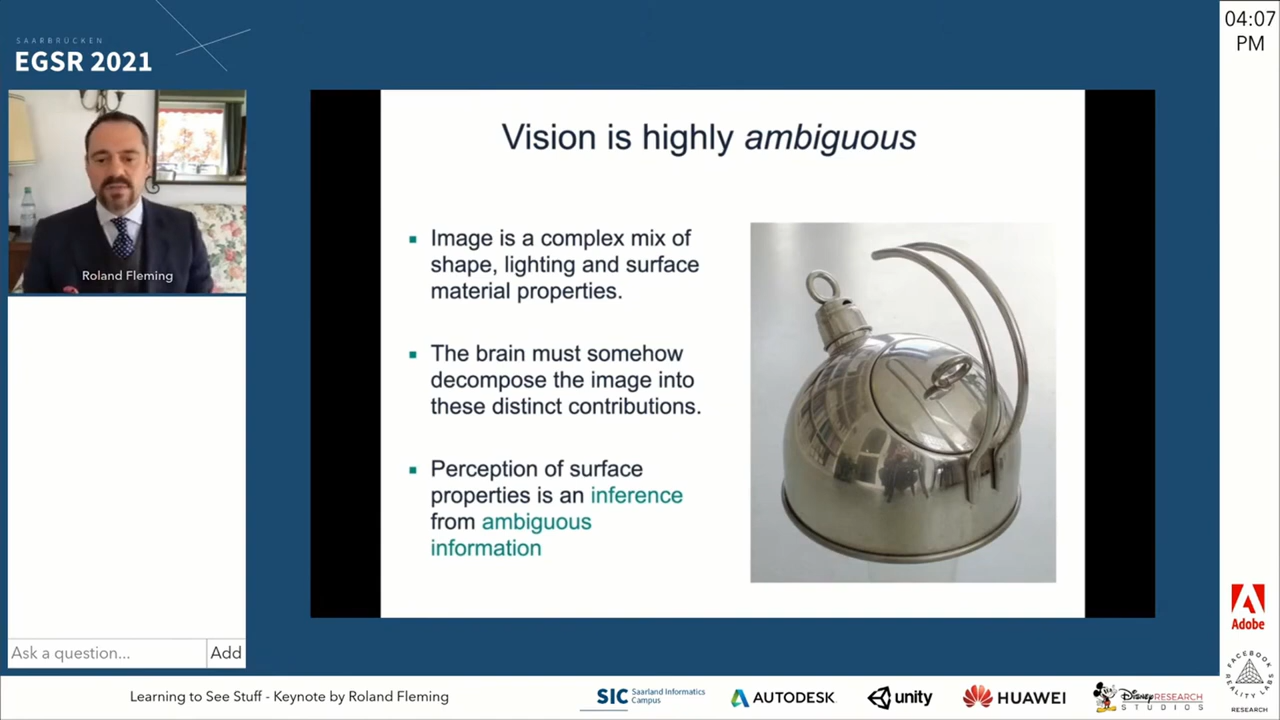 SAARBRÜCKEN
EGSR 2021
Roland Fleming
Ask a question...
Add
Vision is highly ambiguous
Image is a complex mix of
shape, lighting and surface
material properties.
The brain must somehow
decompose the image into
these distinct contributions.
Perception of surface
properties is an inference
from ambiguous
information
04:07
PM
Adobe
FACEBOOK
REALITY LABS
RESEARCH
Learning to See Stuff - Keynote by Roland Fleming
SIC
Saarland Informatics
Campus
AUTODESK
unity
HUAWEI
Disney RESEARCH
STUDIOS